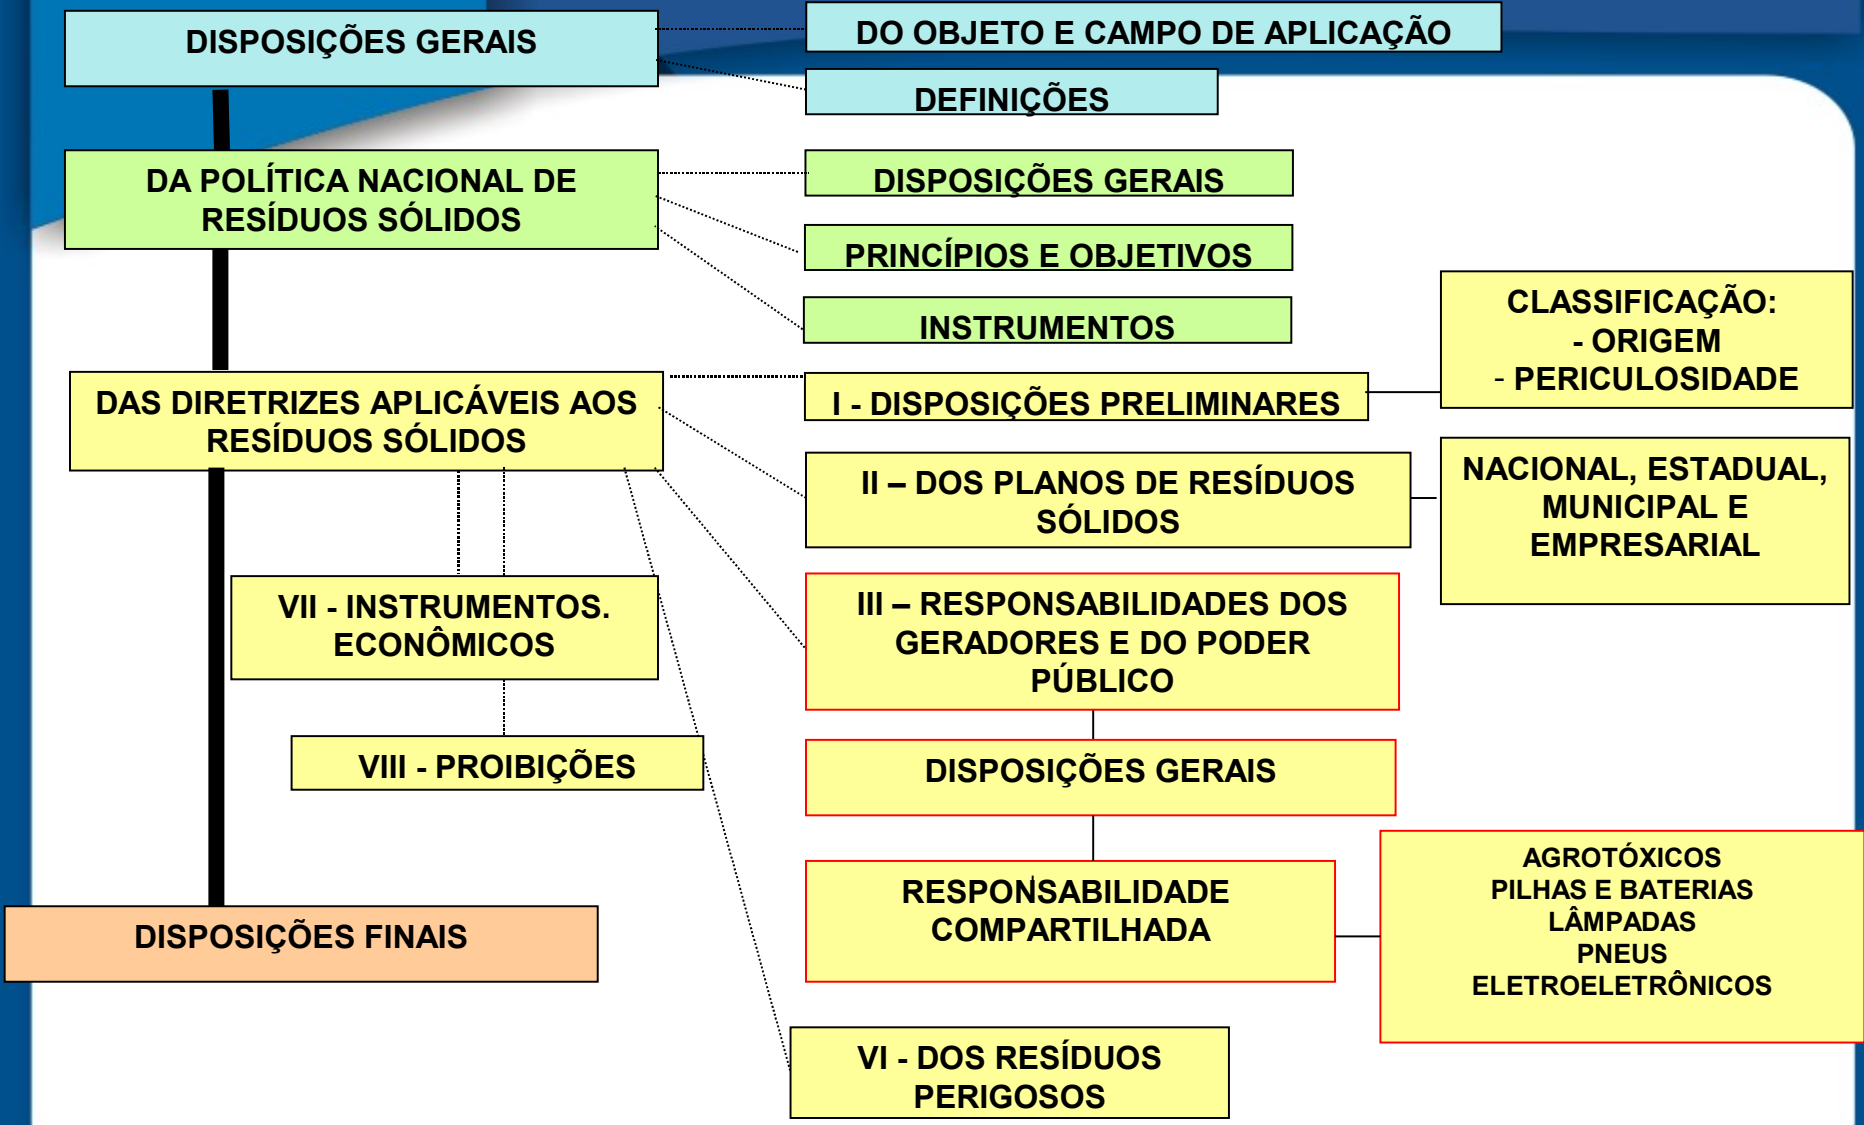 DISPOSIÇÕES GERAIS
DO OBJETO E CAMPO DE APLICAÇÃO
DEFINIÇÕES
DA POLÍTICA NACIONAL DE
RESÍDUOS SÓLIDOS
DISPOSIÇÕES GERAIS
PRINCÍPIOS E OBJETIVOS
INSTRUMENTOS
DAS DIRETRIZES APLICÁVEIS AOS
RESÍDUOS SÓLIDOS
I - DISPOSIÇÕES PRELIMINARES
CLASSIFICAÇÃO:
- ORIGEM
- PERICULOSIDADE
II – DOS PLANOS DE RESÍDUOS
SÓLIDOS
NACIONAL, ESTADUAL,
MUNICIPAL E
EMPRESARIAL
III – RESPONSABILIDADES DOS
GERADORES E DO PODER
PÚBLICO
VII - INSTRUMENTOS.
ECONÔMICOS
VIII - PROIBIÇÕES
DISPOSIÇÕES GERAIS
RESPONSABILIDADE
COMPARTILHADA
AGROTÓXICOS
PILHAS E BATERIAS
LÂMPADAS
PNEUS
ELETROELETRÔNICOS
DISPOSIÇÕES FINAIS
VI - DOS RESÍDUOS
PERIGOSOS